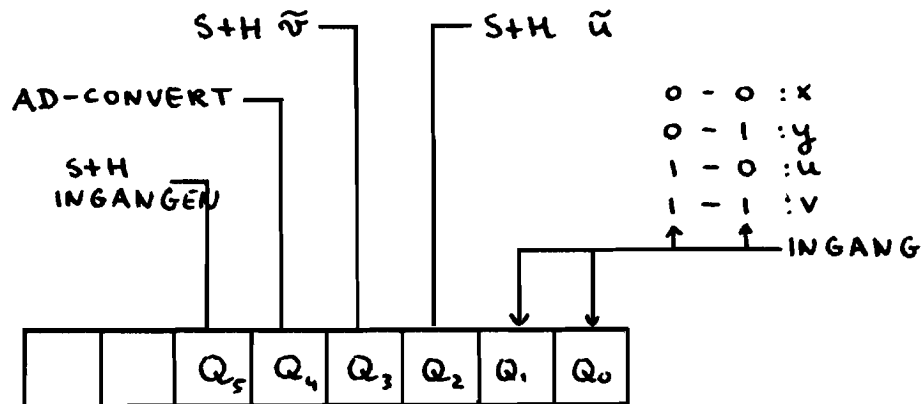 S+H ṽ
S+H ũ
AD-CONVERT
S+H
INGANGEN
0 - 0 : x
0 - 1 : y
1 - 0 : u
1 - 1 : v
INGANG
Q5 Q4 Q3 Q2 Q1 Q0